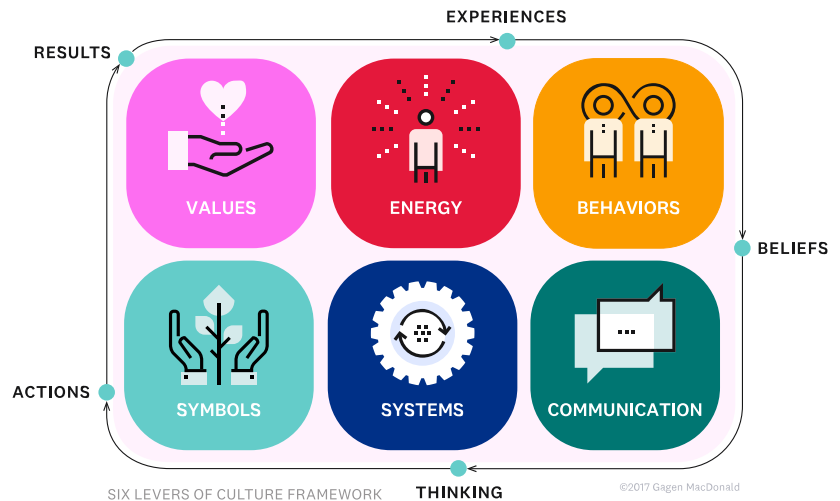 EXPERIENCES
RESULTS
VALUES
ENERGY
BEHAVIORS
BELIEFS
ACTIONS
SYMBOLS
SYSTEMS
COMMUNICATION
SIX LEVERS OF CULTURE FRAMEWORK
THINKING
©2017 Gagen MacDonald